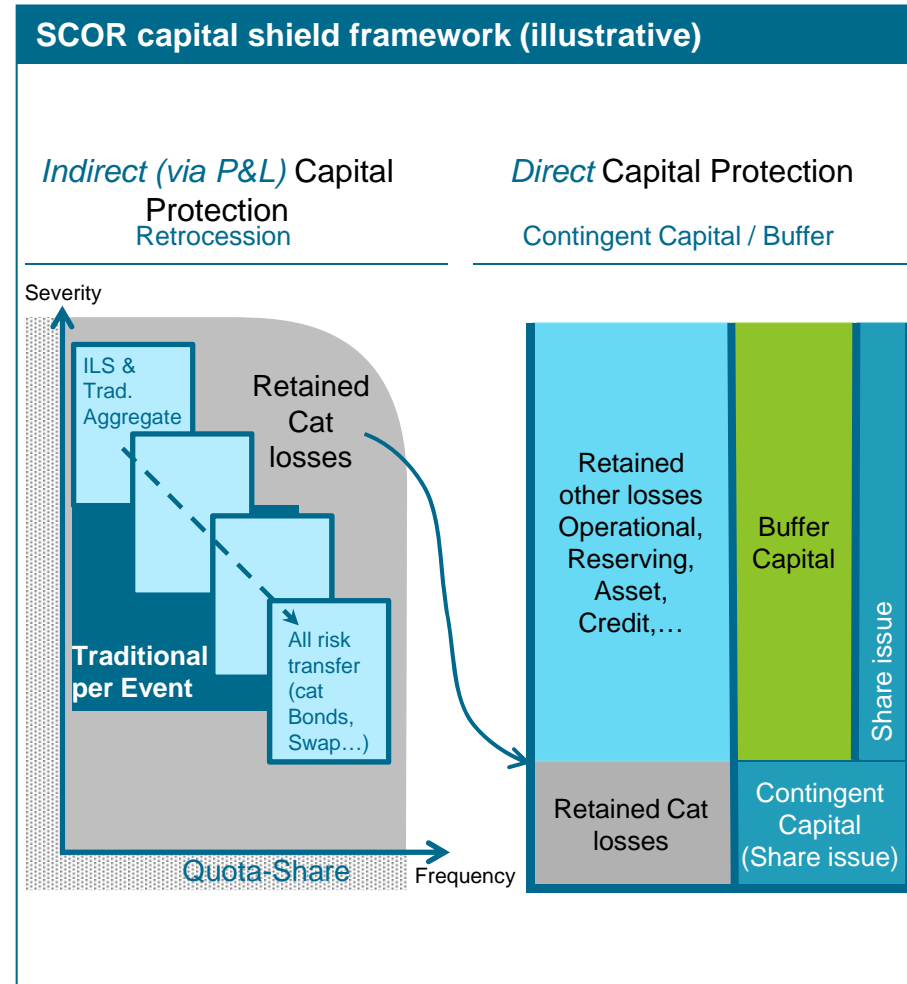 SCOR capital shield framework (illustrative)
Indirect (via P&L) Capital
Protection
Retrocession
Direct Capital Protection
Contingent Capital / Buffer
Severity
ILS &
Trad.
Aggregate
Retained
Cat
losses
Traditional
per Event
All risk
transfer
(cat
Bonds,
Swap…)
Quota-Share
Frequency
Retained
other losses
Operational,
Reserving,
Asset,
Credit,…
Buffer
Capital
Share issue
Retained Cat
losses
Contingent
Capital
(Share issue)